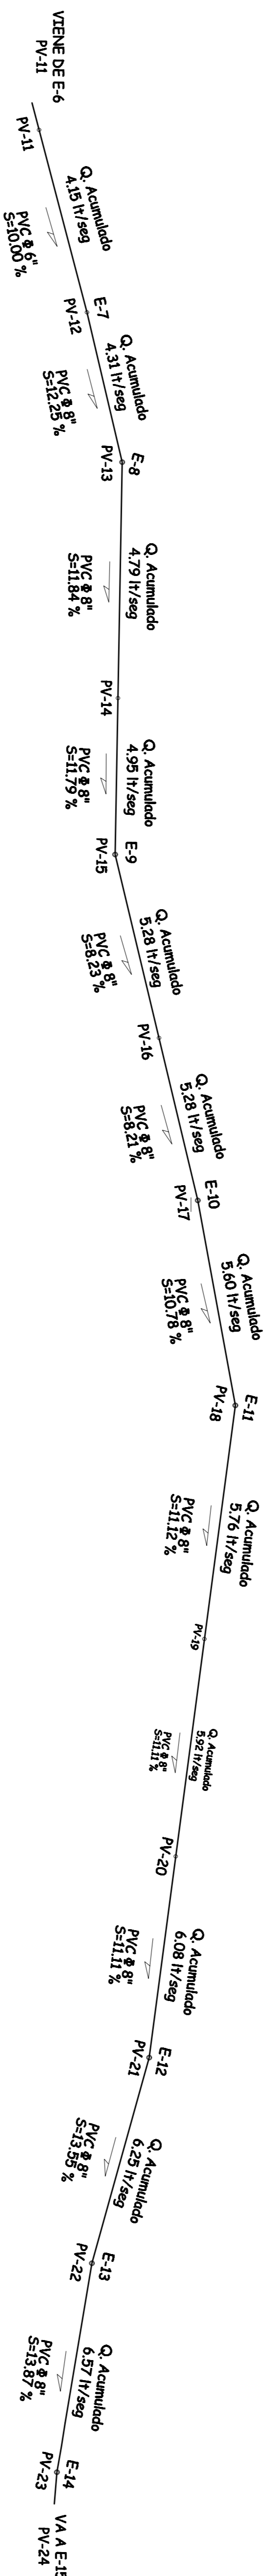 VIENE DE E-6
PV-11
PV-11
Q. Acumulado
4.15 lt/seg
PVC Φ 6"
S=10.00 %
E-7
PV-12
Q. Acumulado
4.31 lt/seg
PVC Φ 8"
S=12.25 %
E-8
PV-13
Q. Acumulado
4.79 lt/seg
PVC Φ 8"
S=11.84 %
PV-14
Q. Acumulado
4.95 lt/seg
PVC Φ 8"
S=11.79 %
E-9
PV-15
Q. Acumulado
5.28 lt/seg
PVC Φ 8"
S=8.23 %
PV-16
Q. Acumulado
5.28 lt/seg
PVC Φ 8"
S=8.21 %
E-10
PV-17
Q. Acumulado
5.60 lt/seg
PVC Φ 8"
S=10.78 %
E-11
PV-18
Q. Acumulado
5.76 lt/seg
PVC Φ 8"
S=11.12 %
PV-19
Q. Acumulado
5.92 lt/seg
PVC Φ 8"
S=11.11 %
PV-20
Q. Acumulado
6.08 lt/seg
PVC Φ 8"
S=11.11 %
E-12
PV-21
Q. Acumulado
6.25 lt/seg
PVC Φ 8"
S=13.55 %
E-13
PV-22
Q. Acumulado
6.57 lt/seg
PVC Φ 8"
S=13.87 %
E-14
PV-23
VA A E-15
PV-24